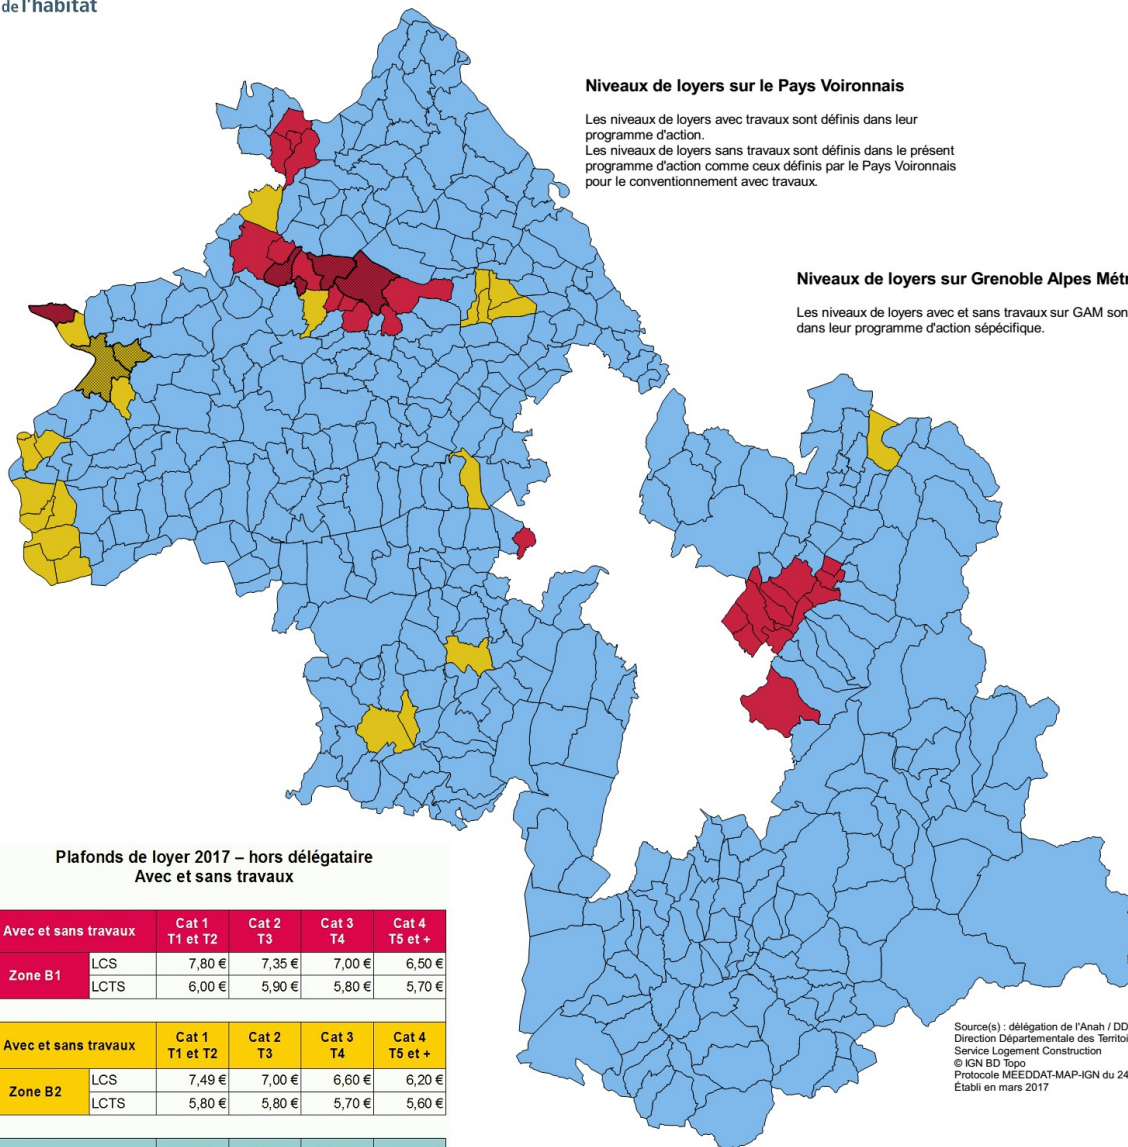 de l'habitat
Niveaux de loyers sur le Pays Voironnais
Les niveaux de loyers avec travaux sont définis dans leur
programme d'action.
Les niveaux de loyers sans travaux sont définis dans le présent
programme d'action comme ceux définis par le Pays Voironnais
pour le conventionnement avec travaux.
Niveaux de loyers sur Grenoble Alpes Métr
Les niveaux de loyers avec et sans travaux sur GAM son
dans leur programme d'action sépécifique.
Plafonds de loyer 2017 – hors délégataire
Avec et sans travaux
Avec et sans travaux Cat 1 T1 et T2 Cat 2 T3 Cat 3 T4 Cat 4 T5 et +
Zone B1 LCS 7,80 € 7,35 € 7,00 € 6,50 €
LCTS 6,00 € 5,90 € 5,80 € 5,70 €
Avec et sans travaux Cat 1 T1 et T2 Cat 2 T3 Cat 3 T4 Cat 4 T5 et +
Zone B2 LCS 7,49 € 7,00 € 6,60 € 6,20 €
LCTS 5,80 € 5,80 € 5,70 € 5,60 €
Source(s) : délégation de l'Anah / DD
Direction Départementale des Territoi
Service Logement Construction
© IGN BD Topo
Protocole MEEDDAT-MAP-IGN du 24
Établi en mars 2017